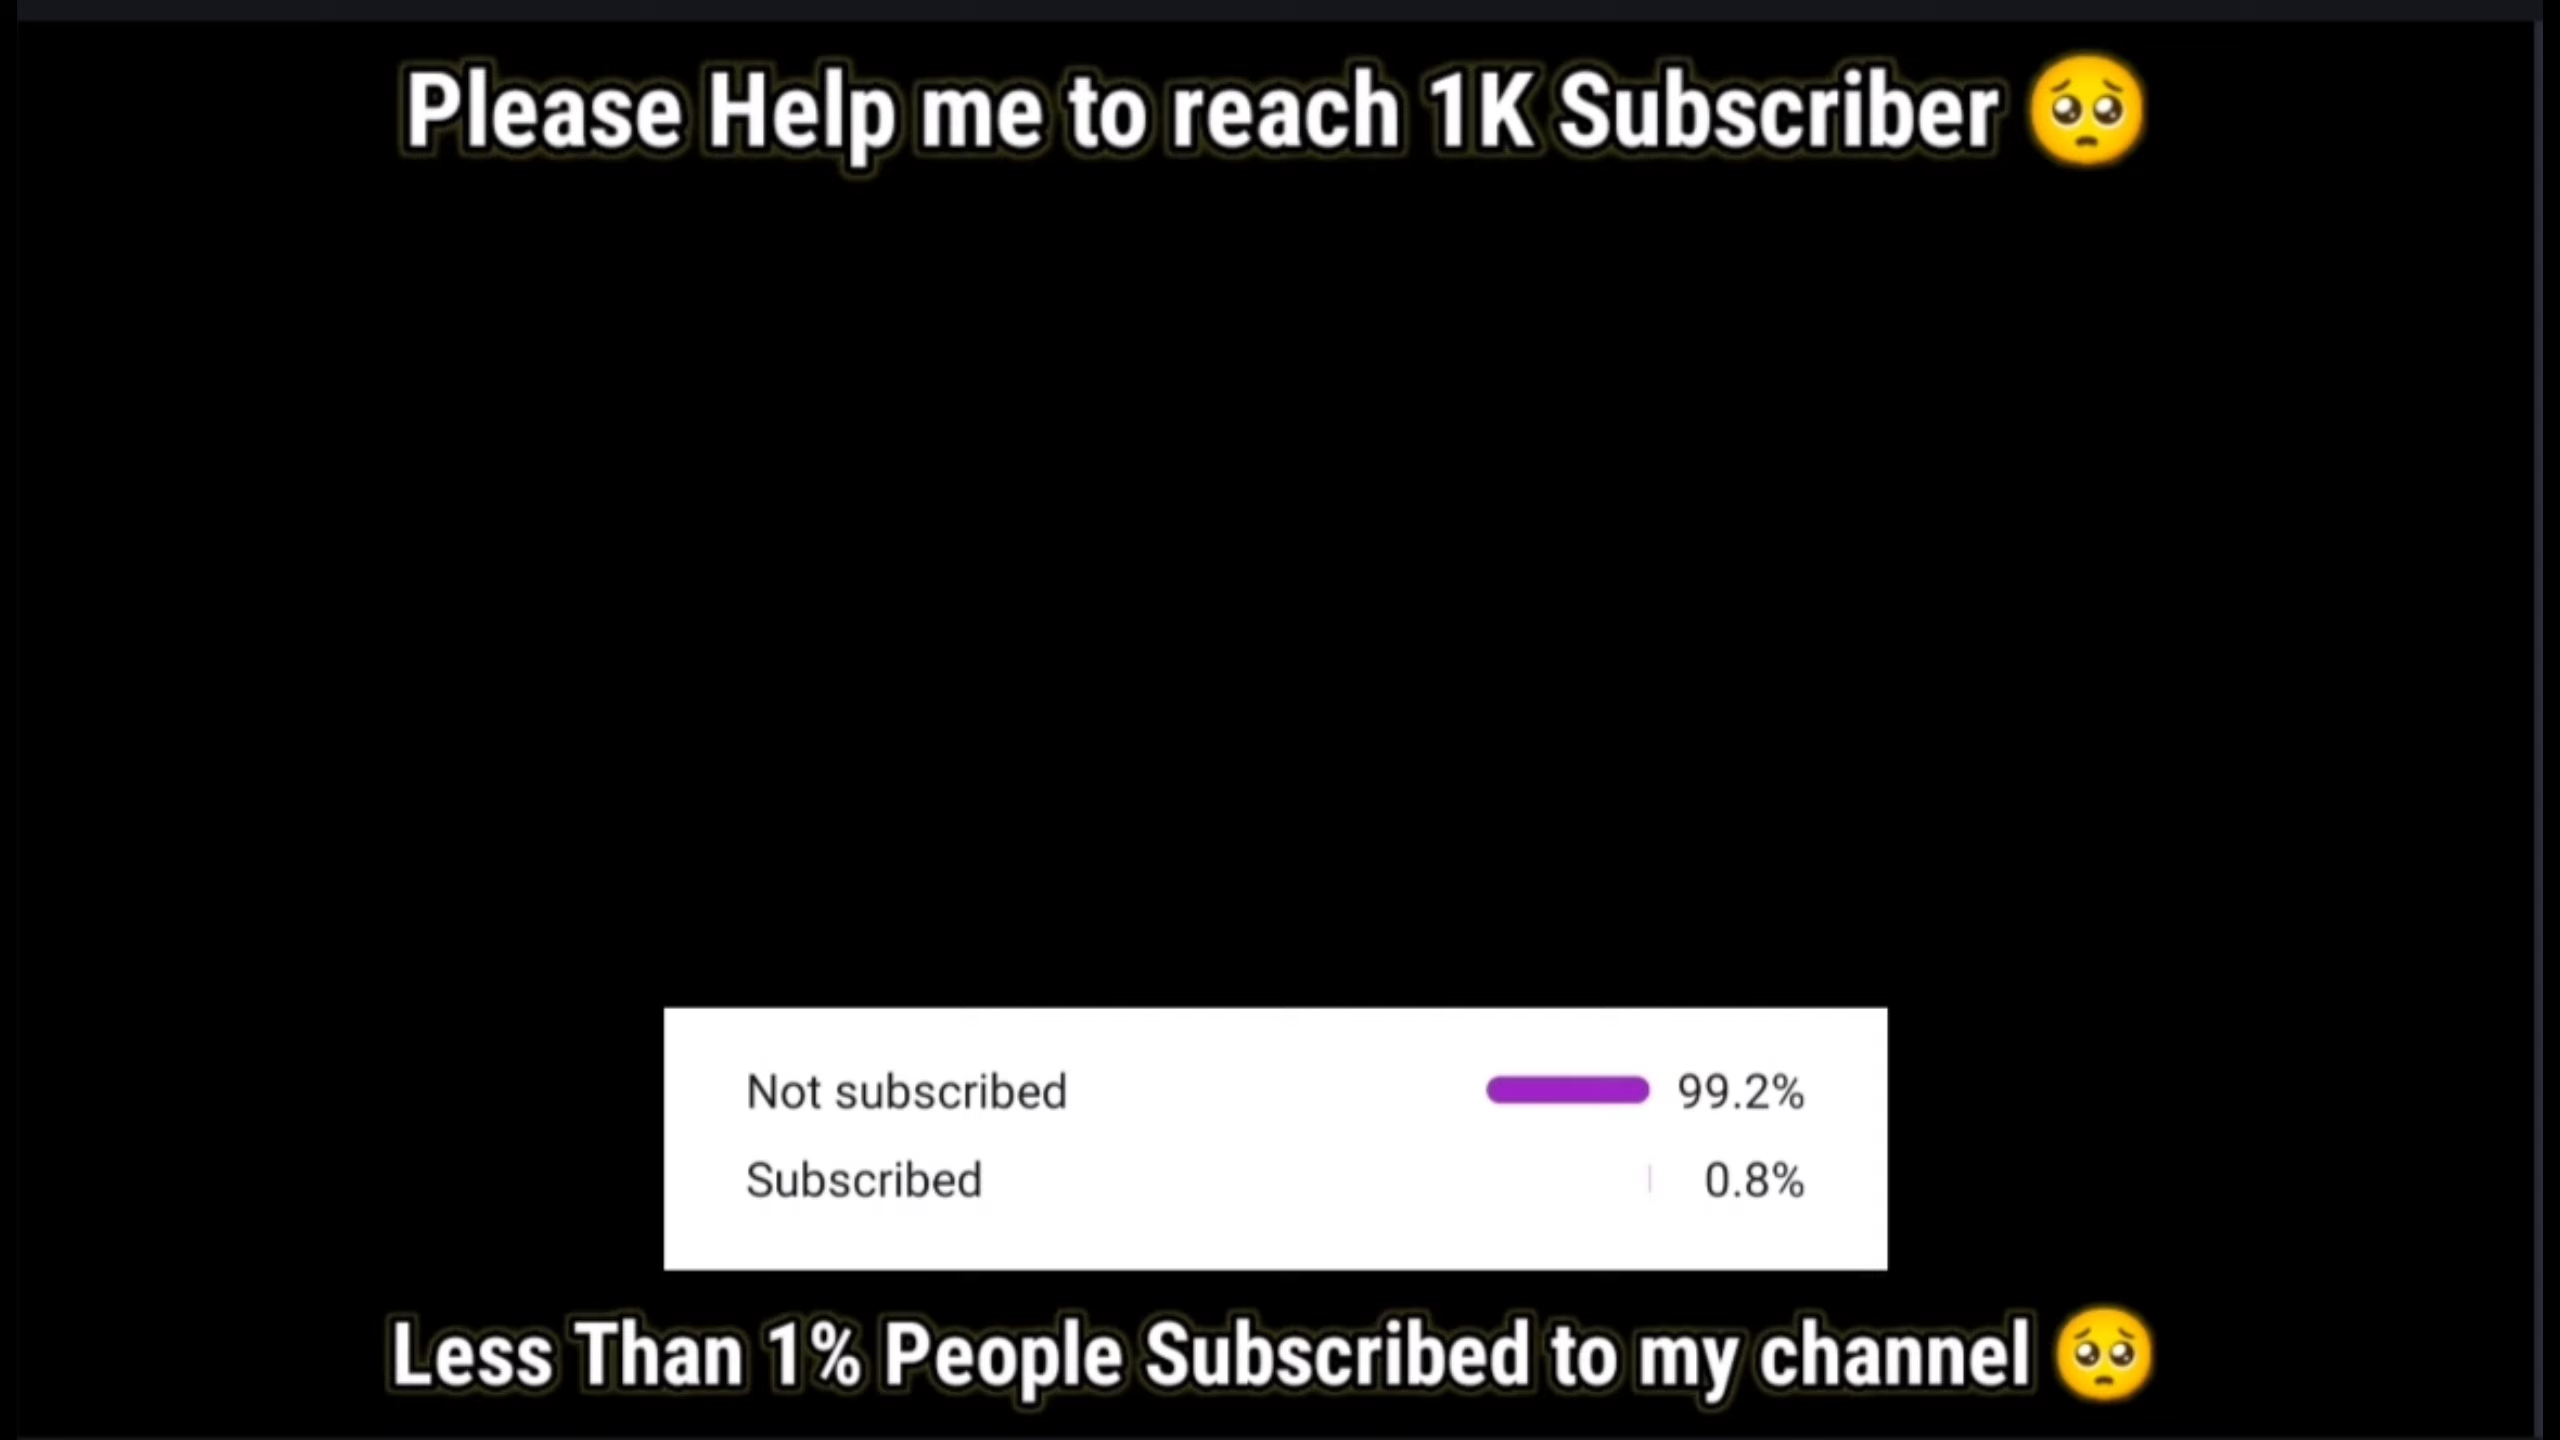 Please Help me to reach 1K Subscriber 🥺
Not subscribed 99.2%
Subscribed 0.8%
Less Than 1% People Subscribed to my channel 🥺